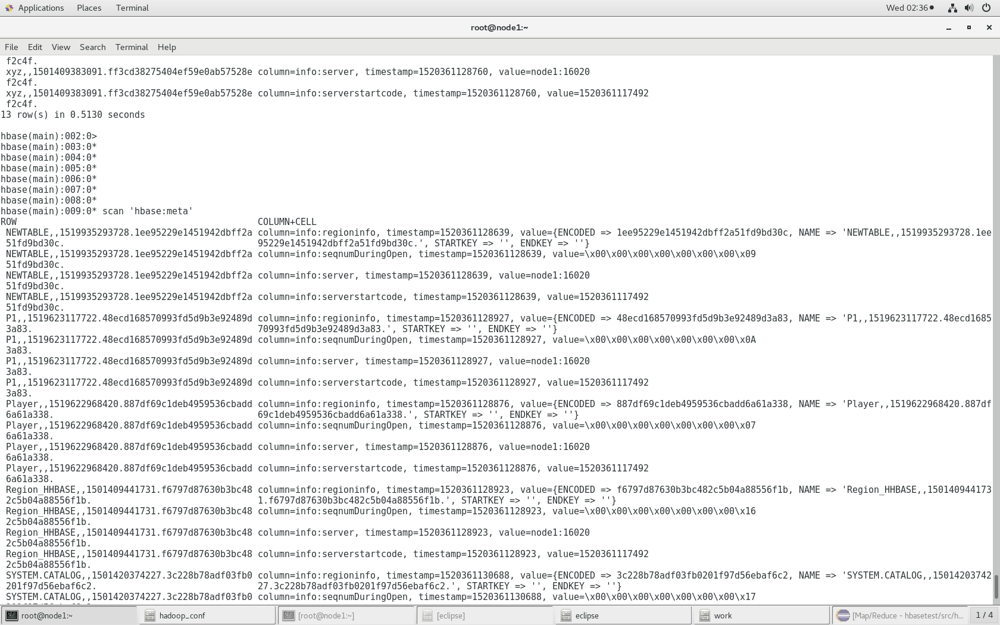 Applications Places Terminal Wed 02:36
root@node1:~
File Edit View Search Terminal Help
f2c4f.
xyz,,1501409383091.ff3cd38275404ef59e0ab57528e column=info:server, timestamp=1520361128760, value=node1:16020
f2c4f.
xyz,,1501409383091.ff3cd38275404ef59e0ab57528e column=info:serverstartcode, timestamp=1520361128760, value=1520361117492
f2c4f.
13 row(s) in 0.5130 seconds
hbase(main):002:0>
hbase(main):003:0*
hbase(main):004:0*
hbase(main):005:0*
hbase(main):006:0*
hbase(main):007:0*
hbase(main):008:0*
hbase(main):009:0* scan 'hbase:meta'
ROW COLUMN+CELL
NEWTABLE,,1519935293728.1ee95229e1451942dbff2a column=info:regioninfo, timestamp=1520361128639, value={ENCODED => 1ee95229e1451942dbff2a51fd9bd30c, NAME => 'NEWTABLE,,1519935293728.1ee
51fd9bd30c. 95229e1451942dbff2a51fd9bd30c.', STARTKEY => '', ENDKEY => ''}
NEWTABLE,,1519935293728.1ee95229e1451942dbff2a column=info:seqnumDuringOpen, timestamp=1520361128639, value=\x00\x00\x00\x00\x00\x00\x00\x09
51fd9bd30c.
NEWTABLE,,1519935293728.1ee95229e1451942dbff2a column=info:server, timestamp=1520361128639, value=node1:16020
51fd9bd30c.
NEWTABLE,,1519935293728.1ee95229e1451942dbff2a column=info:serverstartcode, timestamp=1520361128639, value=1520361117492
51fd9bd30c.
P1,,1519623117722.48ecd168570993fd5d9b3e92489d column=info:regioninfo, timestamp=1520361128927, value={ENCODED => 48ecd168570993fd5d9b3e92489d3a83, NAME => 'P1,,1519623117722.48ecd1685
3a83. 70993fd5d9b3e92489d3a83.', STARTKEY => '', ENDKEY => ''}
P1,,1519623117722.48ecd168570993fd5d9b3e92489d column=info:seqnumDuringOpen, timestamp=1520361128927, value=\x00\x00\x00\x00\x00\x00\x00\x0A
3a83.
P1,,1519623117722.48ecd168570993fd5d9b3e92489d column=info:server, timestamp=1520361128927, value=node1:16020
3a83.
P1,,1519623117722.48ecd168570993fd5d9b3e92489d column=info:serverstartcode, timestamp=1520361128927, value=1520361117492
3a83.
Player,,1519622968420.887df69c1deb4959536cbadd column=info:regioninfo, timestamp=1520361128876, value={ENCODED => 887df69c1deb4959536cbadd6a61a338, NAME => 'Player,,1519622968420.887df
6a61a338. 69c1deb4959536cbadd6a61a338.', STARTKEY => '', ENDKEY => ''}
Player,,1519622968420.887df69c1deb4959536cbadd column=info:seqnumDuringOpen, timestamp=1520361128876, value=\x00\x00\x00\x00\x00\x00\x00\x07
6a61a338.
Player,,1519622968420.887df69c1deb4959536cbadd column=info:server, timestamp=1520361128876, value=node1:16020
6a61a338.
Player,,1519622968420.887df69c1deb4959536cbadd column=info:serverstartcode, timestamp=1520361128876, value=1520361117492
6a61a338.
Region_HHBASE,,1501409441731.f6797d87630b3bc48 column=info:regioninfo, timestamp=1520361128923, value={ENCODED => f6797d87630b3bc482c5b04a88556f1b, NAME => 'Region_HHBASE,,150140944173
2c5b04a88556f1b. 1.f6797d87630b3bc482c5b04a88556f1b.', STARTKEY => '', ENDKEY => ''}
Region_HHBASE,,1501409441731.f6797d87630b3bc48 column=info:seqnumDuringOpen, timestamp=1520361128923, value=\x00\x00\x00\x00\x00\x00\x00\x16
2c5b04a88556f1b.
Region_HHBASE,,1501409441731.f6797d87630b3bc48 column=info:server, timestamp=1520361128923, value=node1:16020
2c5b04a88556f1b.
Region_HHBASE,,1501409441731.f6797d87630b3bc48 column=info:serverstartcode, timestamp=1520361128923, value=1520361117492
2c5b04a88556f1b.
SYSTEM.CATALOG,,1501420374227.3c228b78adf03fb0 column=info:regioninfo, timestamp=1520361130688, value={ENCODED => 3c228b78adf03fb0201f97d56ebaf6c2, NAME => 'SYSTEM.CATALOG,,15014203742
201f97d56ebaf6c2. 27.3c228b78adf03fb0201f97d56ebaf6c2.', STARTKEY => '', ENDKEY => ''}
SYSTEM.CATALOG,,1501420374227.3c228b78adf03fb0 column=info:seqnumDuringOpen, timestamp=1520361130688, value=\x00\x00\x00\x00\x00\x00\x00\x17
root@node1:~ hadoop_conf [root@node1:~] [eclipse] eclipse work [Map/Reduce - hbasetest/src/h... 1 / 4